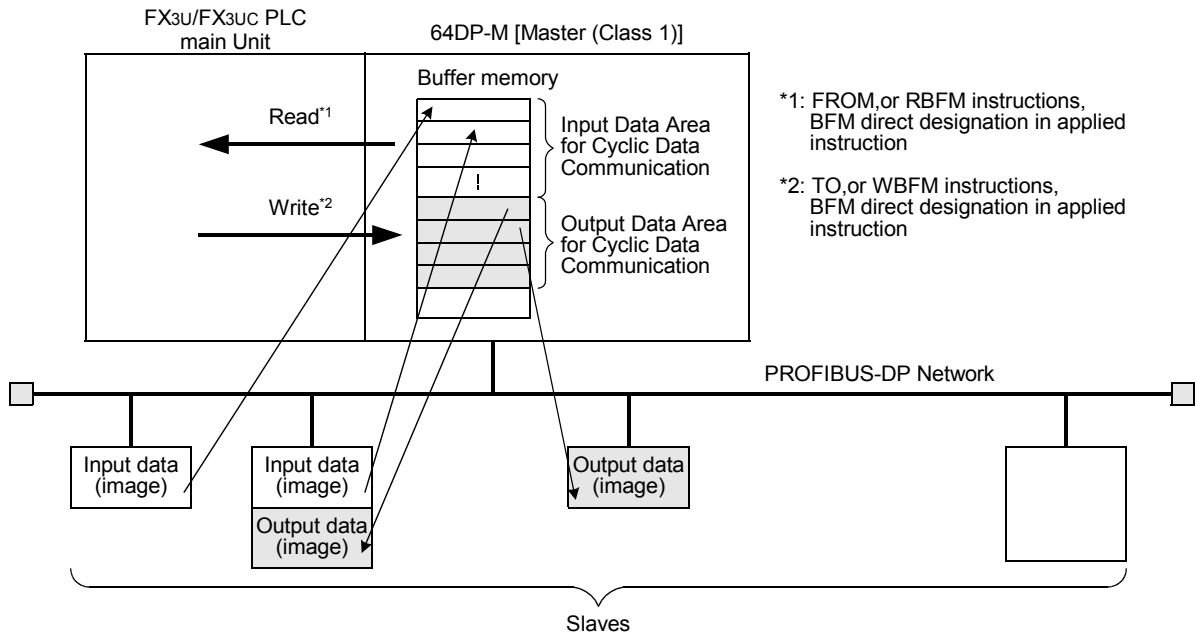 FX3U/FX3UC PLC
main Unit
64DP-M [Master (Class 1)]
Buffer memory
Read*1
Write*2
Input Data Area
for Cyclic Data
Communication
Output Data Area
for Cyclic Data
Communication
*1: FROM,or RBFM instructions,
BFM direct designation in applied
instruction
*2: TO,or WBFM instructions,
BFM direct designation in applied
instruction
PROFIBUS-DP Network
Input data
(image)
Input data
(image)
Output data
(image)
Output data
(image)
Slaves